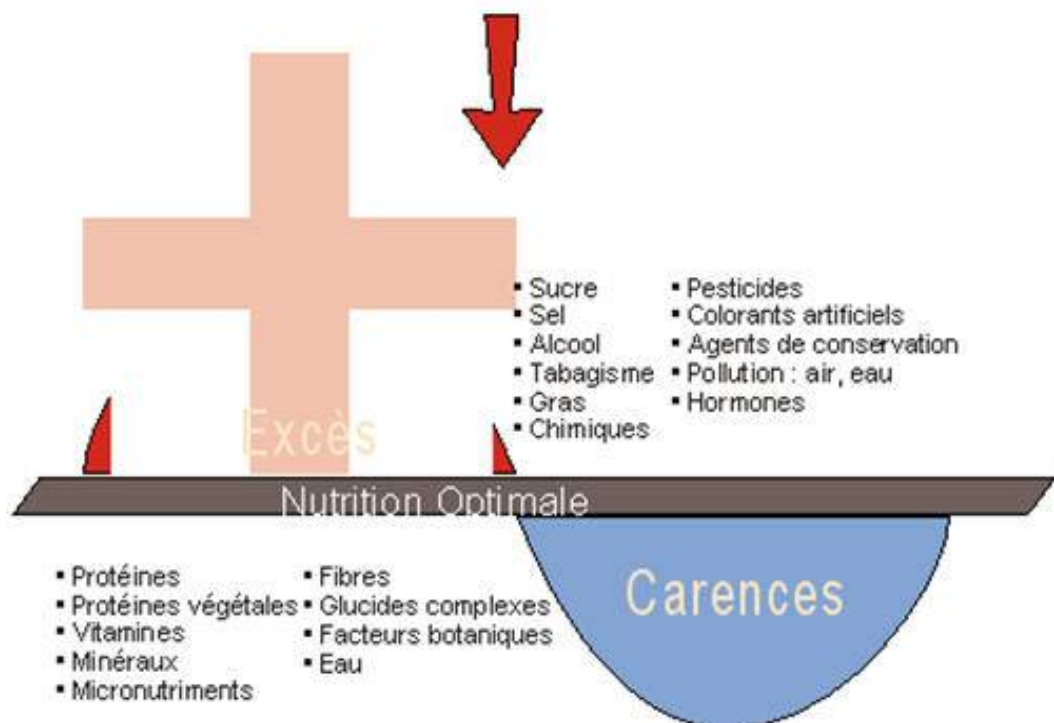 ▪ Sucre
▪ Sel
▪ Alcool
▪ Tabagisme
▪ Gras
▪ Chimiques
▪ Pesticides
▪ Colorants artificiels
▪ Agents de conservation
▪ Pollution : air, eau
▪ Hormones
Excès
Nutrition Optimale
▪ Protéines
▪ Protéines végétales
▪ Vitamines
▪ Minéraux
▪ Micronutriments
▪ Fibres
▪ Glucides complexes
▪ Facteurs botaniques
▪ Eau
Carences